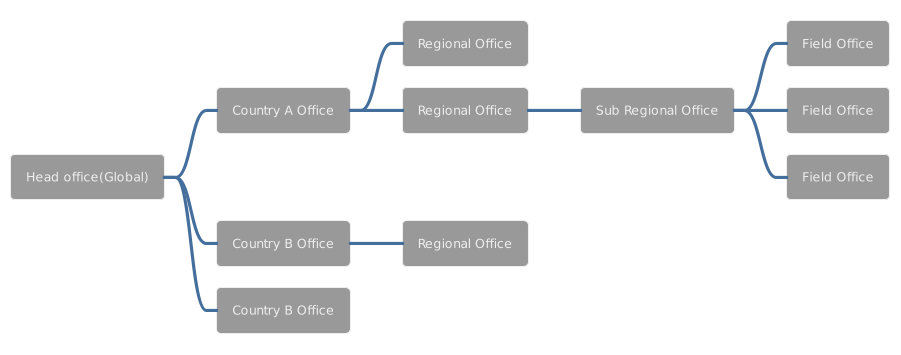 Regional Office
Field Office
Country A Office
Regional Office
Sub Regional Office
Field Office
Head office(Global)
Field Office
Country B Office
Regional Office
Country B Office